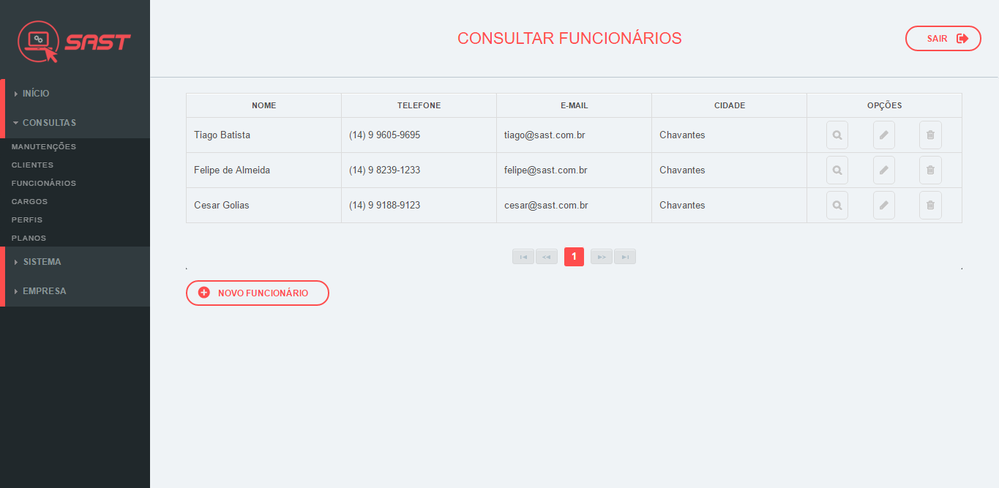 SAST
CONSULTAR FUNCIONÁRIOS
SAIR
INÍCIO
CONSULTAS
MANUTENÇÕES
CLIENTES
FUNCIONÁRIOS
CARGOS
PERFIS
PLANOS
SISTEMA
EMPRESA
NOME TELEFONE E-MAIL CIDADE OPÇÕES
Tiago Batista (14) 9 9605-9695 tiago@sast.com.br Chavantes
Felipe de Almeida (14) 9 8239-1233 felipe@sast.com.br Chavantes
Cesar Golias (14) 9 9188-9123 cesar@sast.com.br Chavantes
1
NOVO FUNCIONÁRIO